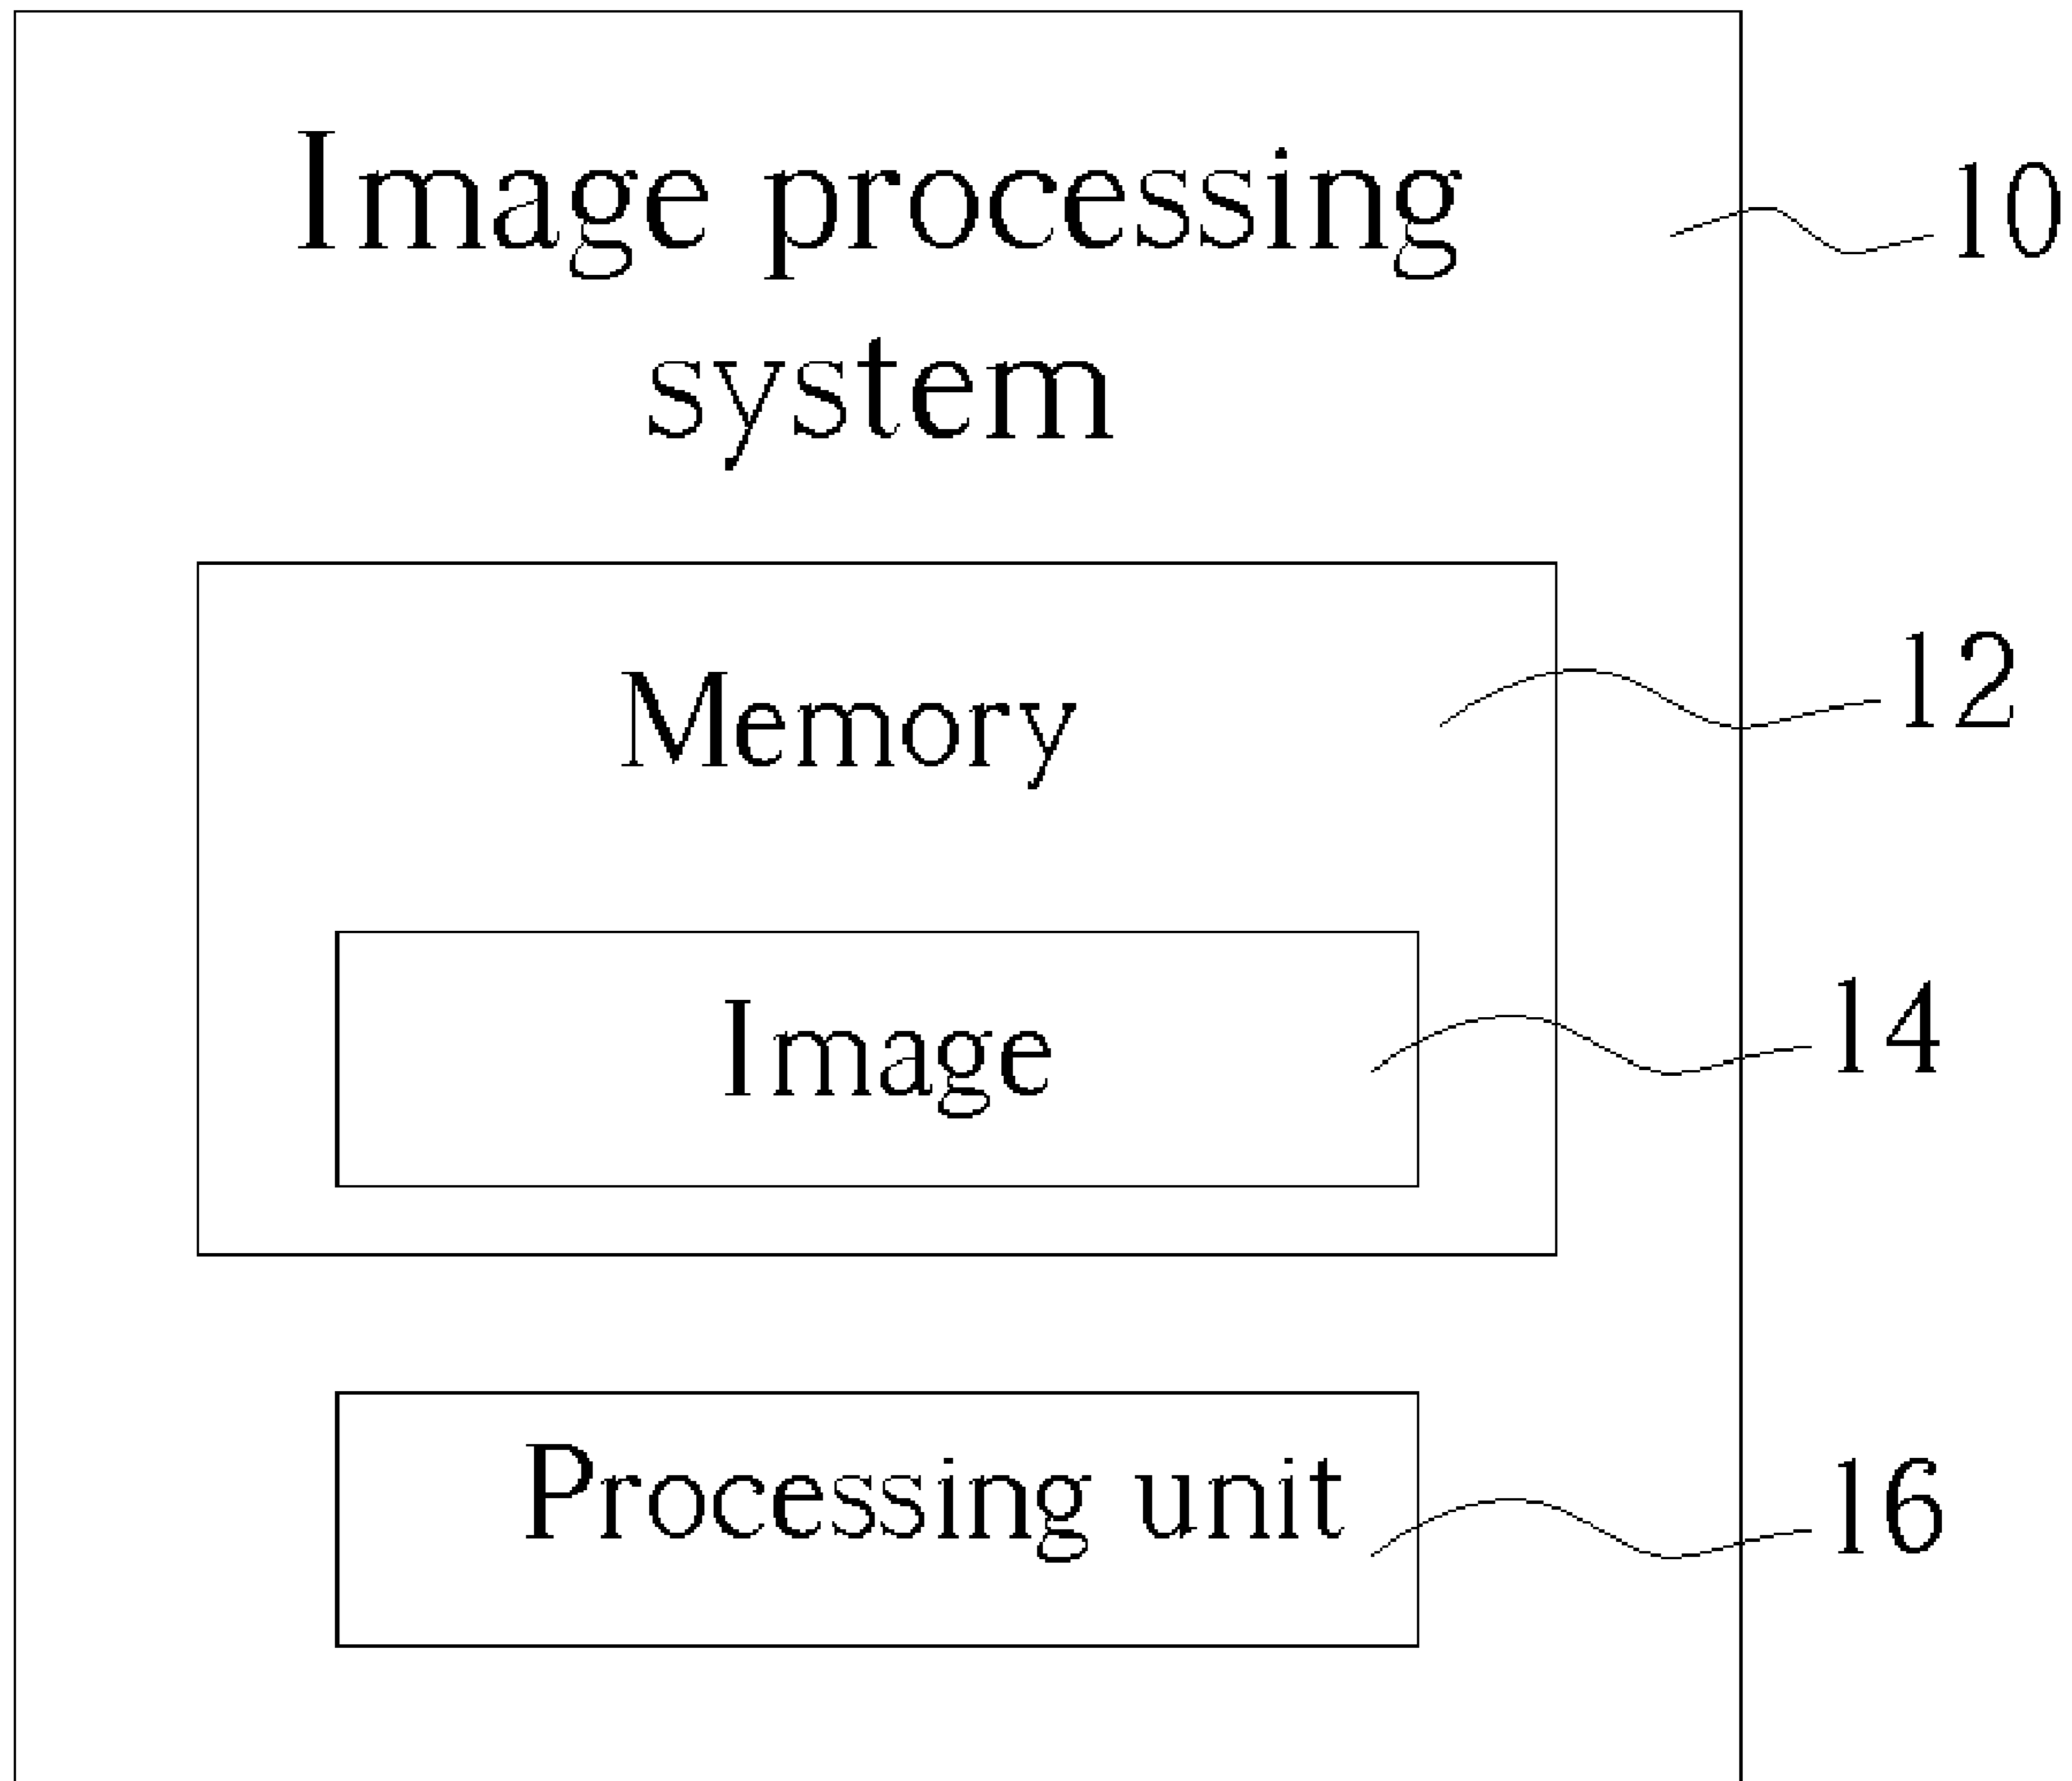 Image processing
system
10
Memory
12
Image
14
Processing unit
16